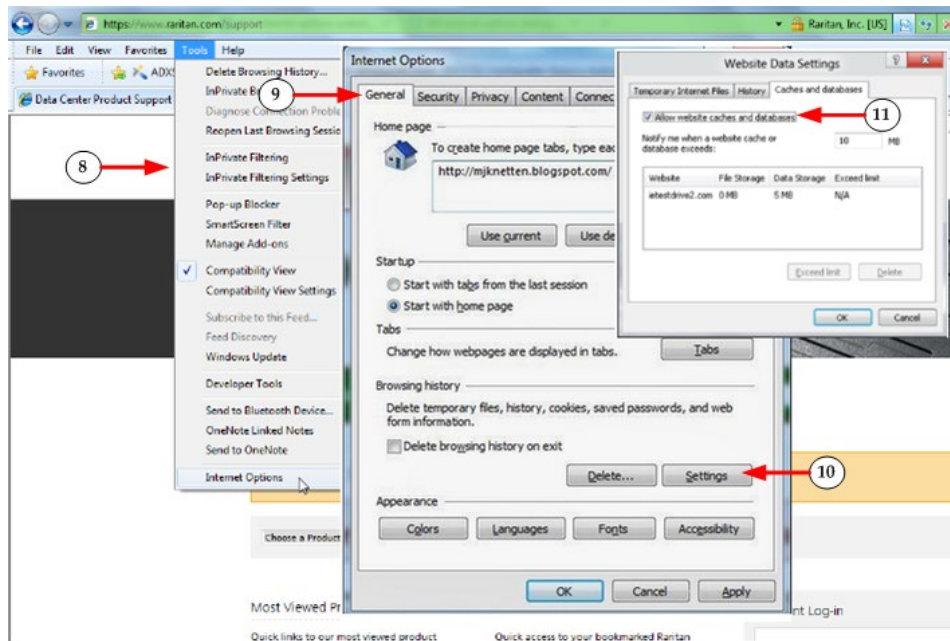 https://www.raritan.com/support
Raritan, Inc. [US]
File Edit View Favorites Tools Help
Favorites
Data Center Product Support
Delete Browsing History...
Reopen Last Browsing
InPrivate Filtering
InPrivate Filtering Settings
Pop-up Blocker
SmartScreen Filter
Manage Add-ons
Compatibility View
Compatibility View Settings
Subscribe to this Feed...
Feed Discovery
Windows Update
Developer Tools
Send to Bluetooth Device...
OneNote Linked Notes
Send to OneNote
Internet Options
8
9
Internet Options
General Security Privacy Content
Home page
To create home page tabs, type
http://mjknetten.blogspot.com/
Use current
Startup
Start with tabs from the last session
Start with home page
Tabs
Change how webpages are displayed in tabs.
Tabs
Browsing history
Delete temporary files, history, cookies, saved passwords, and web
form information.
Delete browsing history on exit
Delete... Settings
10
Appearance
Colors Languages Fonts Accessibility
OK Cancel Apply
Website Data Settings
Temporary Internet Files History Caches and databases
Allow website caches and databases
11
Notify me when a website cache or
database exceeds:
10 MB
Website File Storage Data Storage Exceed limit
ietestdrive2.com 0 MB 5 MB N/A
Exceed limit Delete
OK Cancel
Choose a Product
Most Viewed
Log-in
Quick links to our most viewed product
Quick access to your bookmarked Raritan